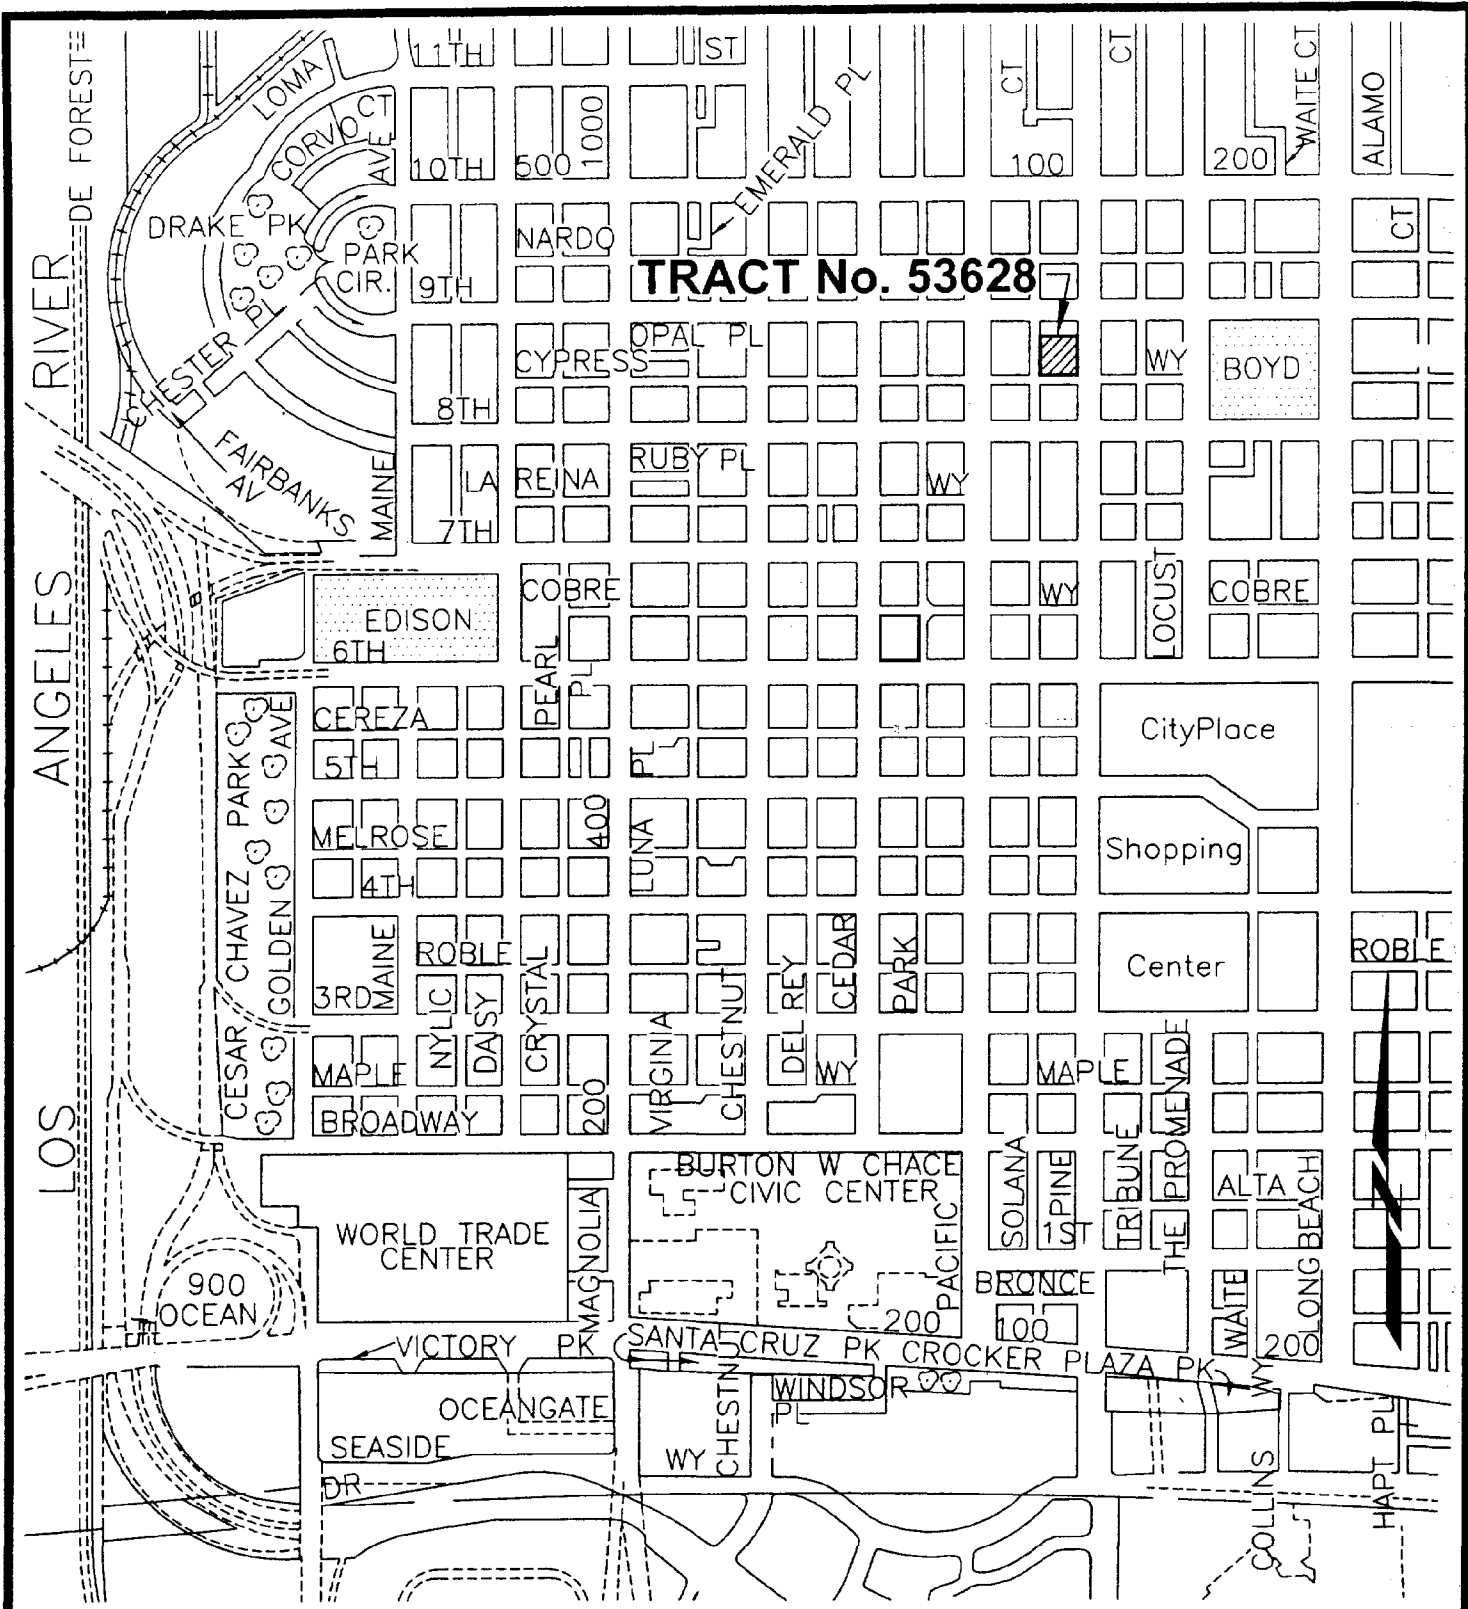 11TH
ST
CT
CT
DE FOREST
LOMA
CORVO CT
AVE
10TH
500
1000
EMERALD PL
100
200
WAITE CT
ALAMO
DRAKE PK
PARK
CIR.
NARDO
CT
9TH
TRACT No. 53628
RIVER
CHESTER PL
CYPRESS
OPAL PL
WY
BOYD
8TH
FAIRBANKS
AV
MAINE
LA REINA
RUBY PL
WY
7TH
COBRE
WY
LOCUST
COBRE
EDISON
6TH
PEARL
PL
ANGELES
CEREZA
CityPlace
5TH
PL
MELROSE
400
LUNA
Shopping
4TH
CESAR CHAVEZ PARK
GOLDEN AVE
MAINE
ROBLE
CEDAR
PARK
Center
ROBLE
3RD
NYLIC
DAISY
CRYSTAL
VIRGINIA
CHESTNUT
DEL REY
MAPLE
WY
MAPLE
THE PROMENADE
BROADWAY
200
LOS
BURTON W CHACE
CIVIC CENTER
SOLANA
PINE
TRIBUNE
ALTA
LONG BEACH
WORLD TRADE
CENTER
MAGNOLIA
PACIFIC
1ST
900
OCEAN
BRONCE
200
100
WAITE
200
VICTORY PK
SANTA CRUZ PK
CROCKER PLAZA PK
WY
WINDSOR
PL
OCEANGATE
CHESTNUT
SEASIDE
WY
DR
COLLINS
HAPT PL